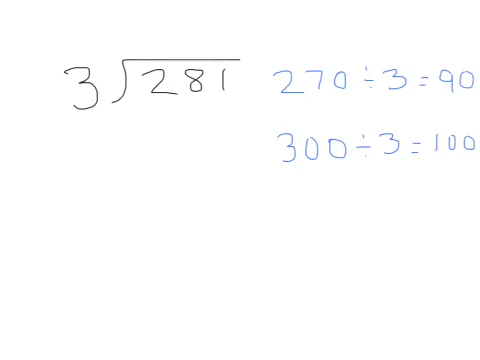 3 ⟌ 281 270 ÷ 3 = 90
300 ÷ 3 = 100